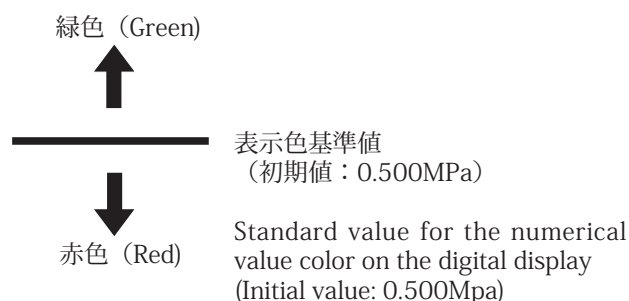 緑色（Green)
表示色基準値
（初期値：0.500MPa）
赤色（Red)
Standard value for the numerical
value color on the digital display
(Initial value: 0.500Mpa)